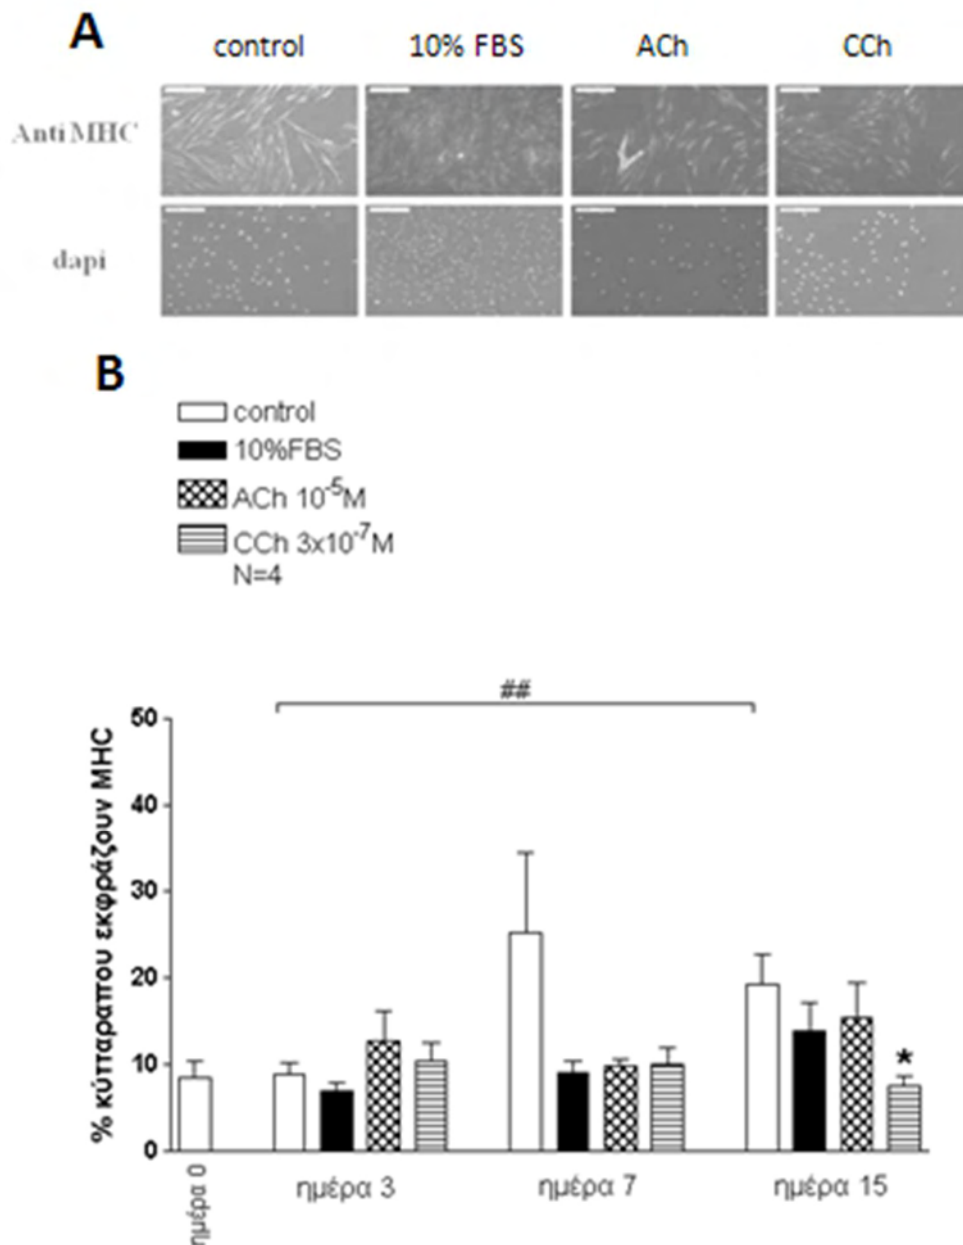 A
control 10% FBS ACh CCh
Anti MHC
dapi
B
control
10%FBS
ACh 10⁻⁵M
CCh 3x10⁻⁷M
N=4
##
50
40
30
20
10
0
% κύτταραπου εκφράζουν MHC
*
ημέρα 0
ημέρα 3 ημέρα 7 ημέρα 15